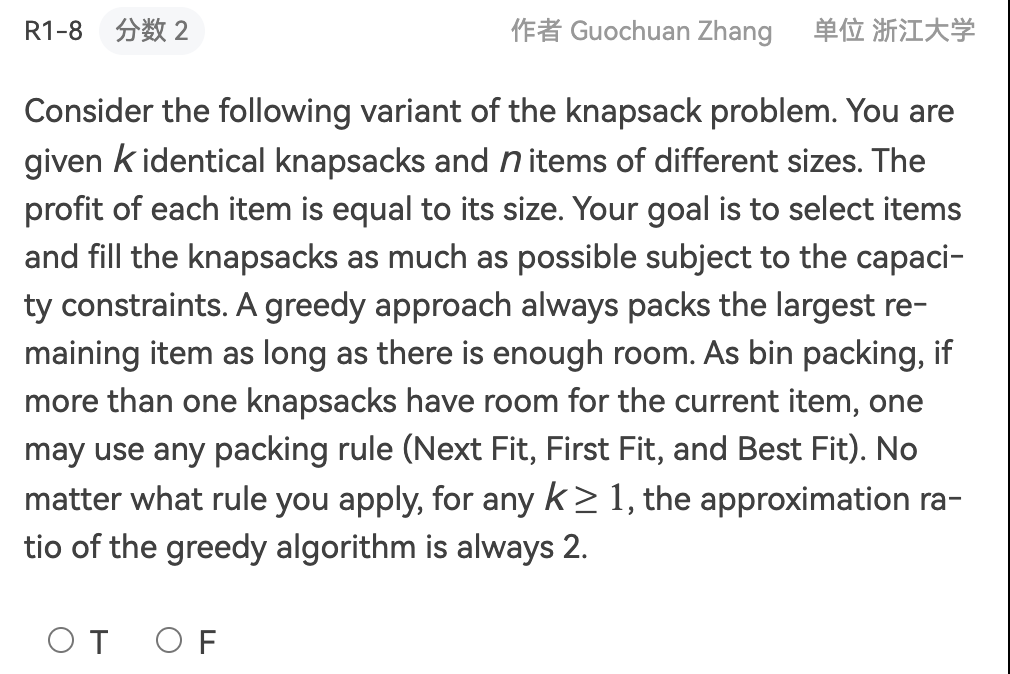 R1-8 分数 2 作者 Guochuan Zhang 单位 浙江大学
Consider the following variant of the knapsack problem. You are
given k identical knapsacks and n items of different sizes. The
profit of each item is equal to its size. Your goal is to select items
and fill the knapsacks as much as possible subject to the capaci-
ty constraints. A greedy approach always packs the largest re-
maining item as long as there is enough room. As bin packing, if
more than one knapsacks have room for the current item, one
may use any packing rule (Next Fit, First Fit, and Best Fit). No
matter what rule you apply, for any k ≥ 1, the approximation ra-
tio of the greedy algorithm is always 2.
T F